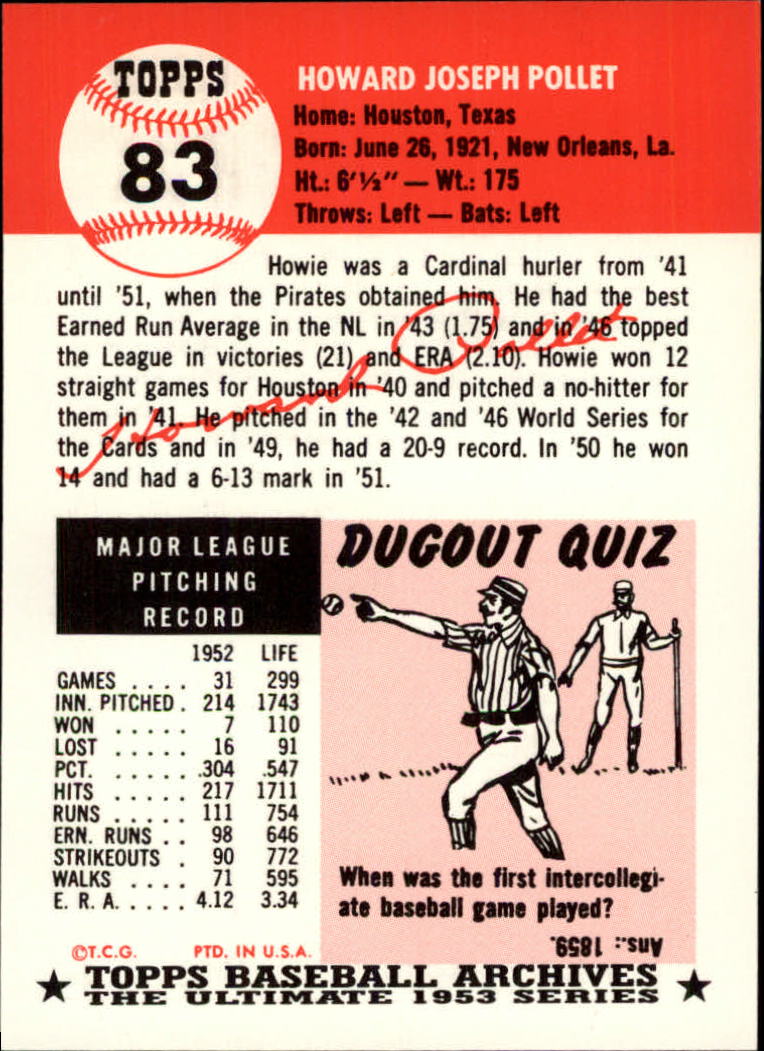 TOPPS
83
HOWARD JOSEPH POLLET
Home: Houston, Texas
Born: June 26, 1921, New Orleans, La.
Ht.: 6'½" — Wt.: 175
Throws: Left — Bats: Left
Howie was a Cardinal hurler from '41
until '51, when the Pirates obtained him. He had the best
Earned Run Average in the NL in '43 (1.75) and in '46 topped
the League in victories (21) and ERA (2.10). Howie won 12
straight games for Houston in '40 and pitched a no-hitter for
them in '41. He pitched in the '42 and '46 World Series for
the Cards and in '49, he had a 20-9 record. In '50 he won
14 and had a 6-13 mark in '51.
Howard Pollet
MAJOR LEAGUE
PITCHING
RECORD
1952 LIFE
GAMES . . . . 31 299
INN. PITCHED . 214 1743
WON . . . . . 7 110
LOST . . . . . 16 91
PCT. . . . . . .304 .547
HITS . . . . . 217 1711
RUNS . . . . . 111 754
ERN. RUNS . . 98 646
STRIKEOUTS . 90 772
WALKS . . . . 71 595
E. R. A. . . . . 4.12 3.34
DUGOUT QUIZ
When was the first intercollegi-
ate baseball game played?
Ans.: 1859.
©T.C.G. PTD. IN U.S.A.
★ TOPPS BASEBALL ARCHIVES ★
THE ULTIMATE 1953 SERIES